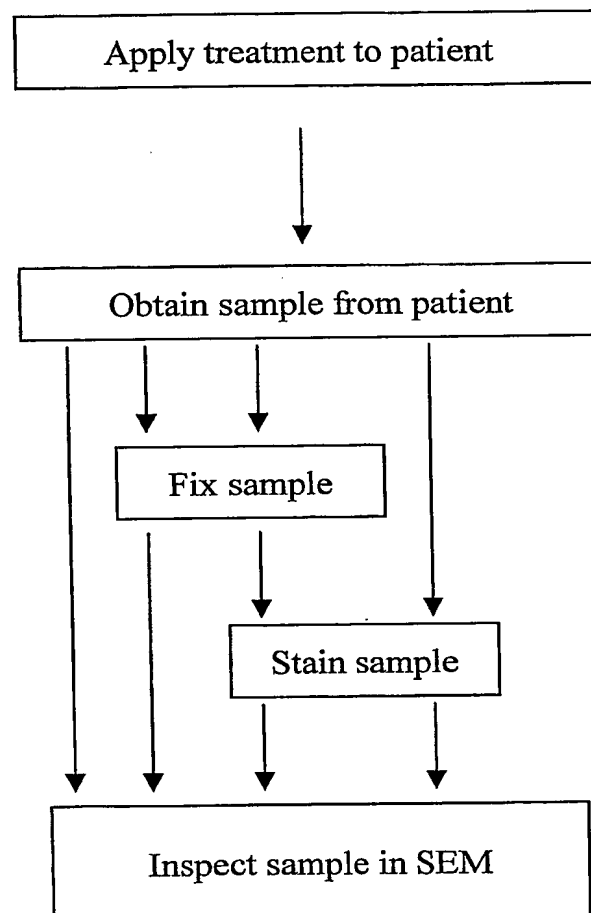 Apply treatment to patient
Obtain sample from patient
Fix sample
Stain sample
Inspect sample in SEM